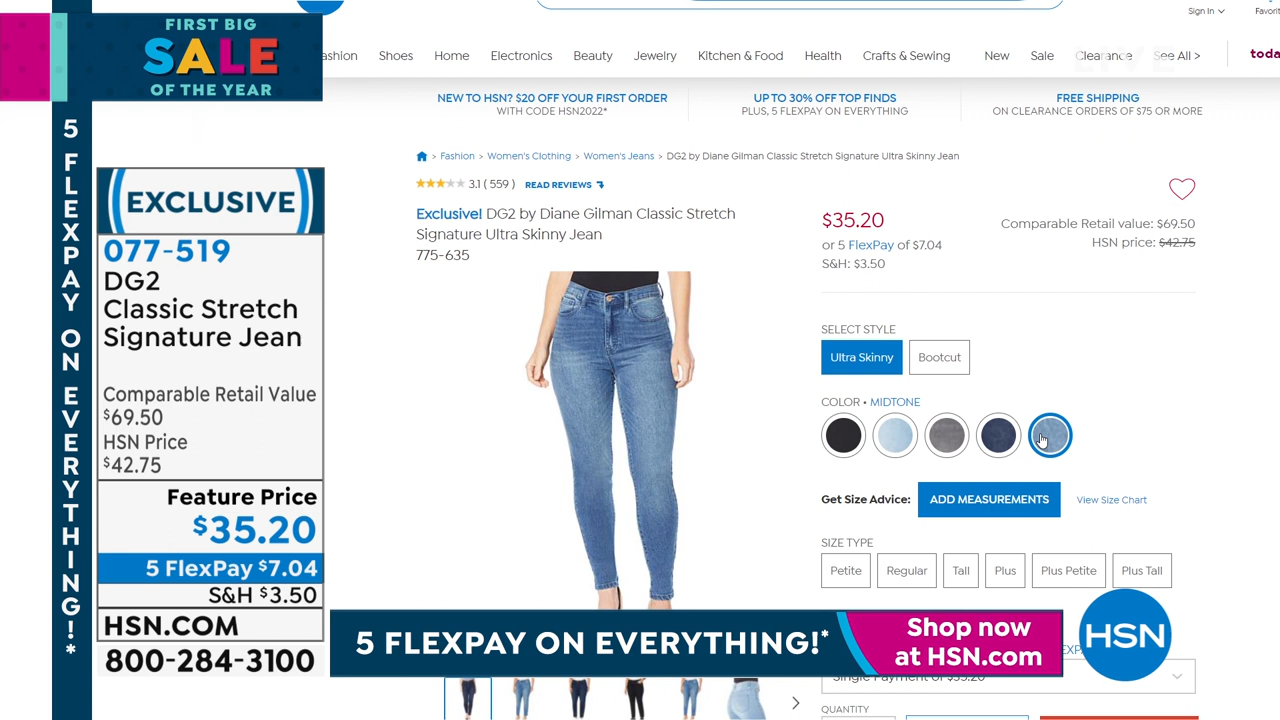 FIRST BIG
SALE
OF THE YEAR
5 FLEXPAY ON EVERYTHING!*
EXCLUSIVE
077-519
DG2
Classic Stretch
Signature Jean
Comparable Retail Value
$69.50
HSN Price
$42.75
Feature Price
$35.20
5 FlexPay $7.04
S&H $3.50
HSN.COM
800-284-3100
Sign In
Favorit
ashion Shoes Home Electronics Beauty Jewelry Kitchen & Food Health Crafts & Sewing New Sale Clearance See All > toda
NEW TO HSN? $20 OFF YOUR FIRST ORDER
WITH CODE HSN2022*
UP TO 30% OFF TOP FINDS
PLUS, 5 FLEXPAY ON EVERYTHING
FREE SHIPPING
ON CLEARANCE ORDERS OF $75 OR MORE
> Fashion > Women's Clothing > Women's Jeans > DG2 by Diane Gilman Classic Stretch Signature Ultra Skinny Jean
3.1 ( 559 ) READ REVIEWS
Exclusive! DG2 by Diane Gilman Classic Stretch
Signature Ultra Skinny Jean
775-635
$35.20
or 5 FlexPay of $7.04
S&H: $3.50
Comparable Retail value: $69.50
HSN price: $42.75
SELECT STYLE
Ultra Skinny Bootcut
COLOR • MIDTONE
Get Size Advice: ADD MEASUREMENTS View Size Chart
SIZE TYPE
Petite Regular Tall Plus Plus Petite Plus Tall
5 FLEXPAY ON EVERYTHING!*
Shop now
at HSN.com
HSN
Single Payment of $35.20
QUANTITY